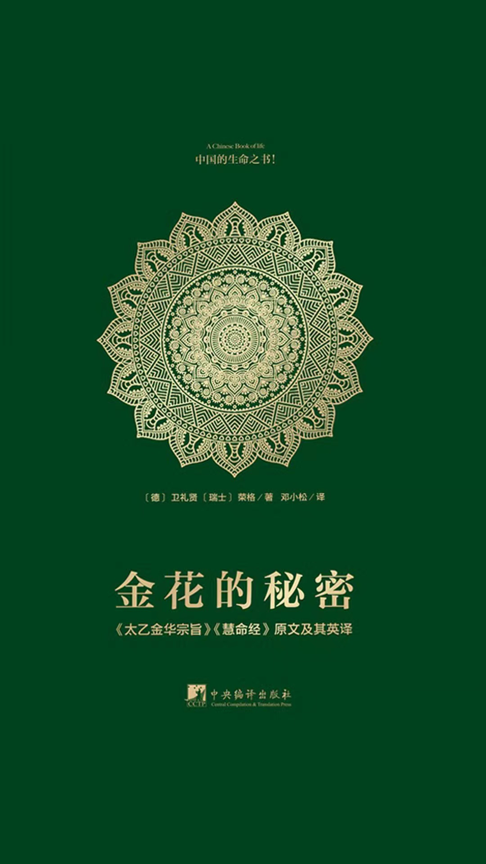 A Chinese Book of life
中国的生命之书!
〔德〕卫礼贤〔瑞士〕荣格/著 邓小松/译
金花的秘密
《太乙金华宗旨》《慧命经》原文及其英译
CCTP
中央编译出版社
Central Compilation & Translation Press